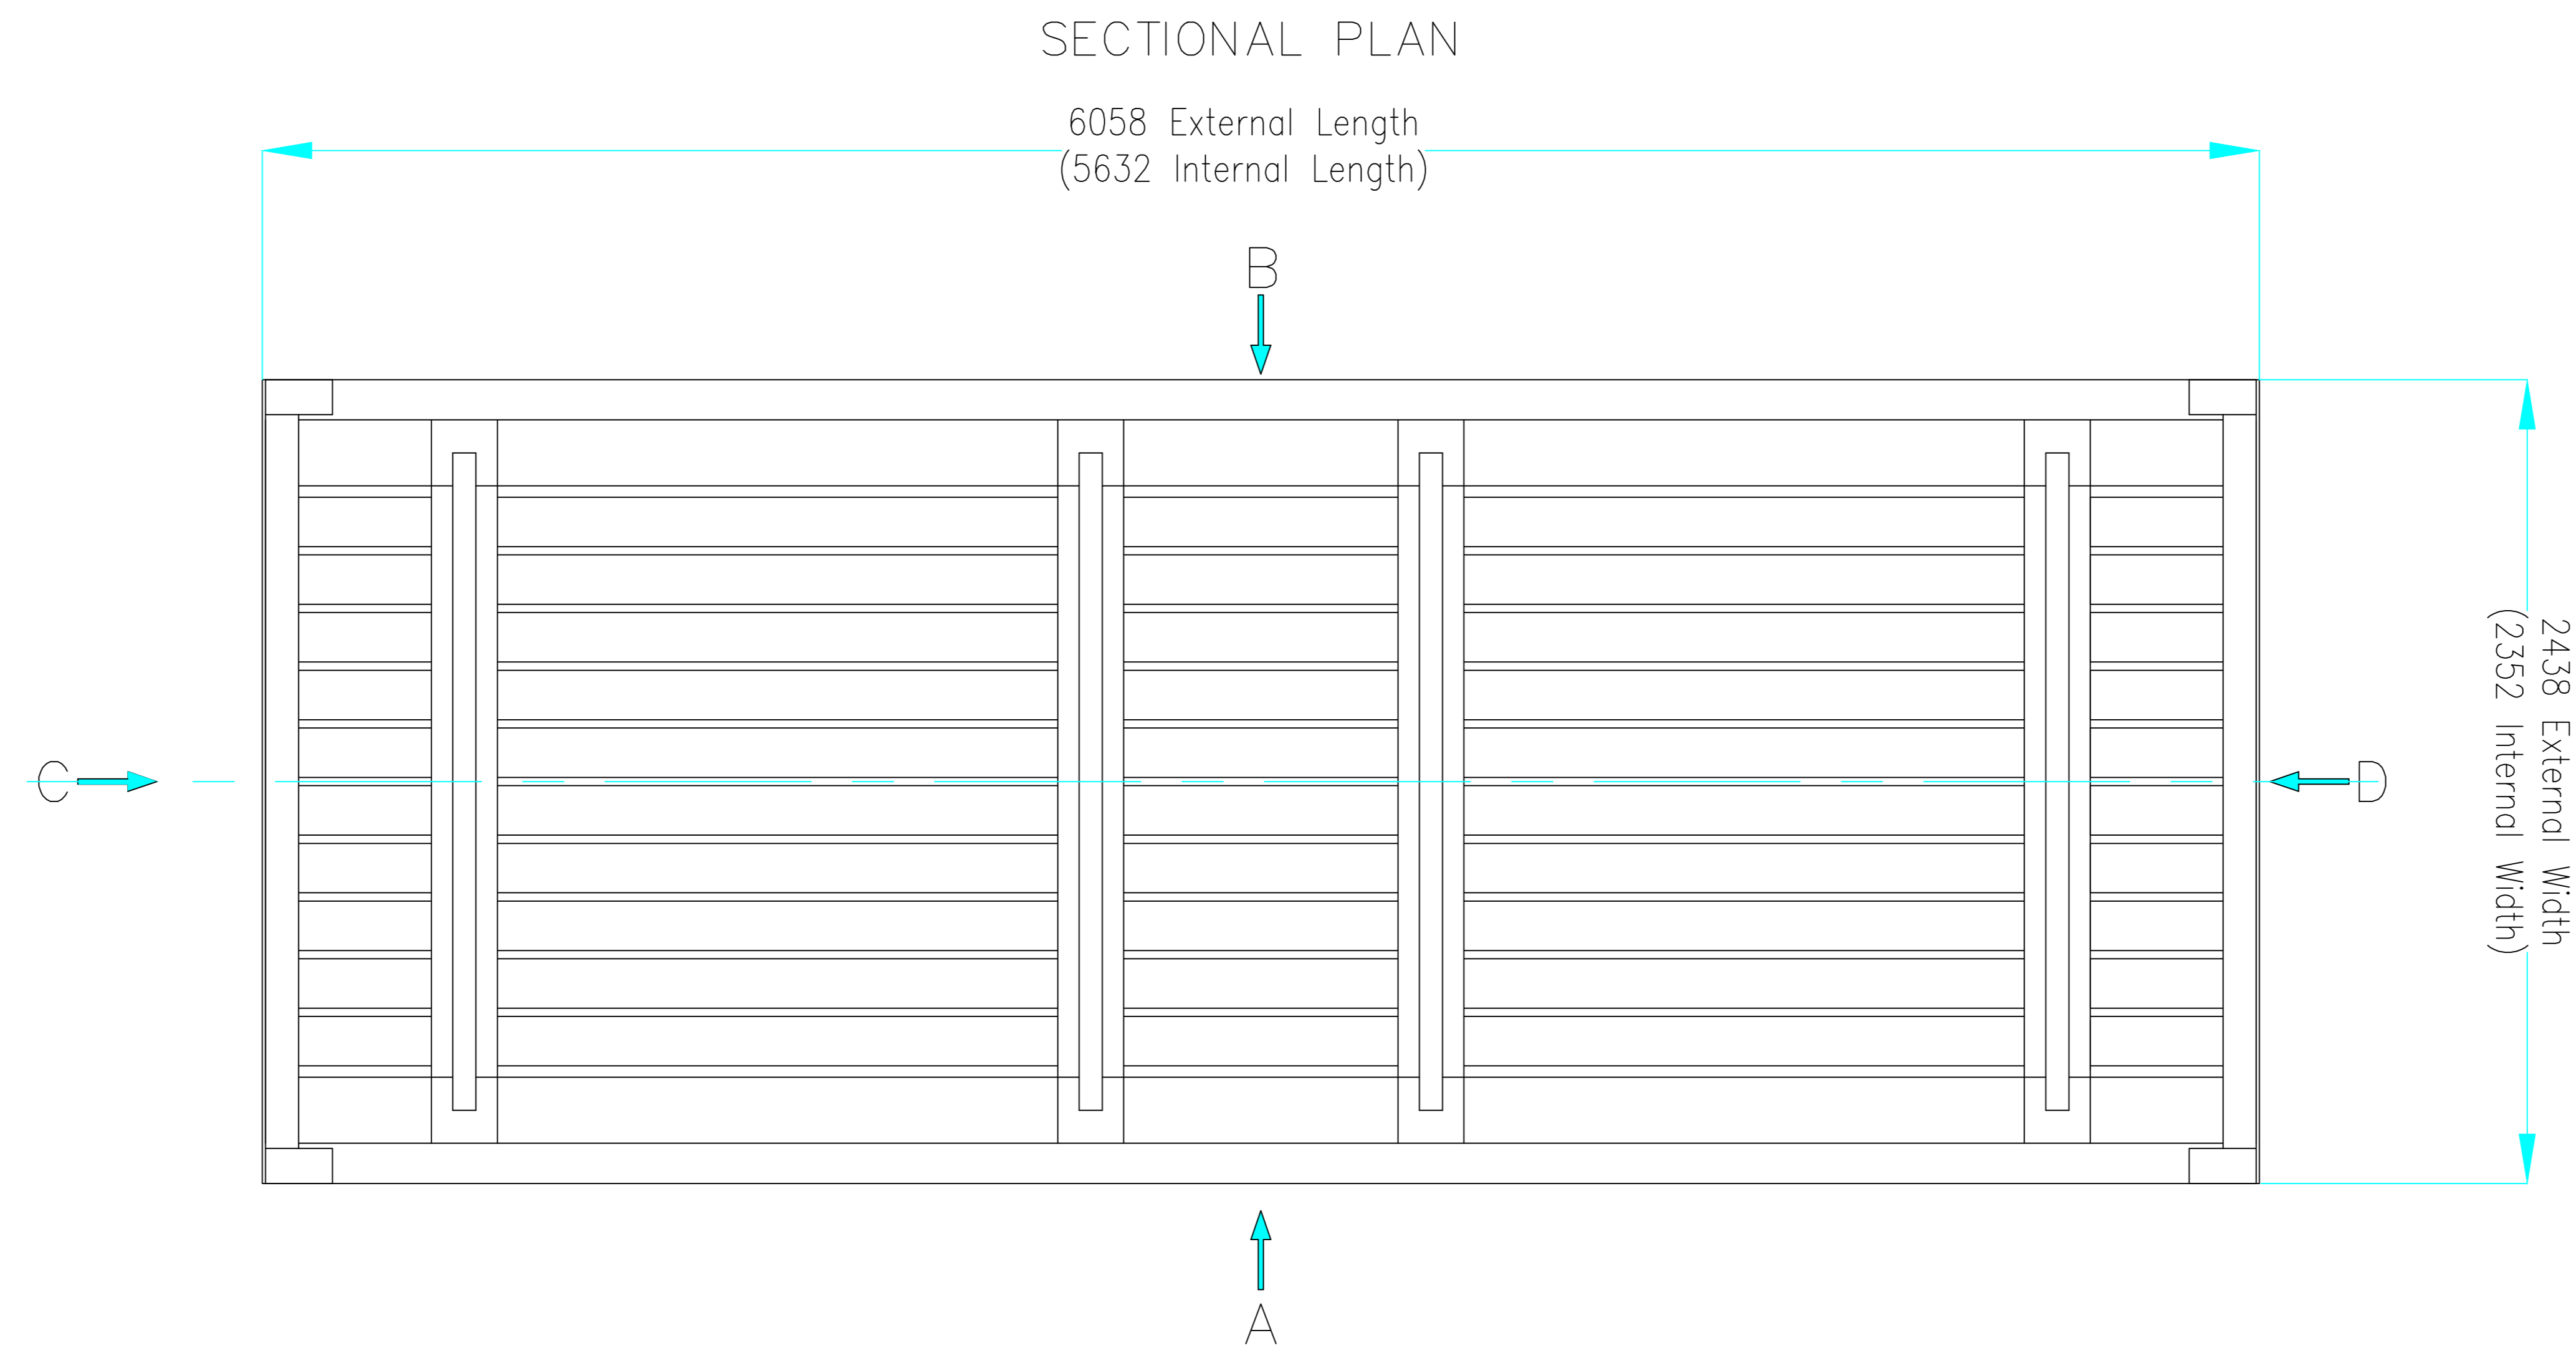 SECTIONAL PLAN
6058 External Length
(5632 Internal Length)
B
C
D
2438 External Width
(2352 Internal Width)
A